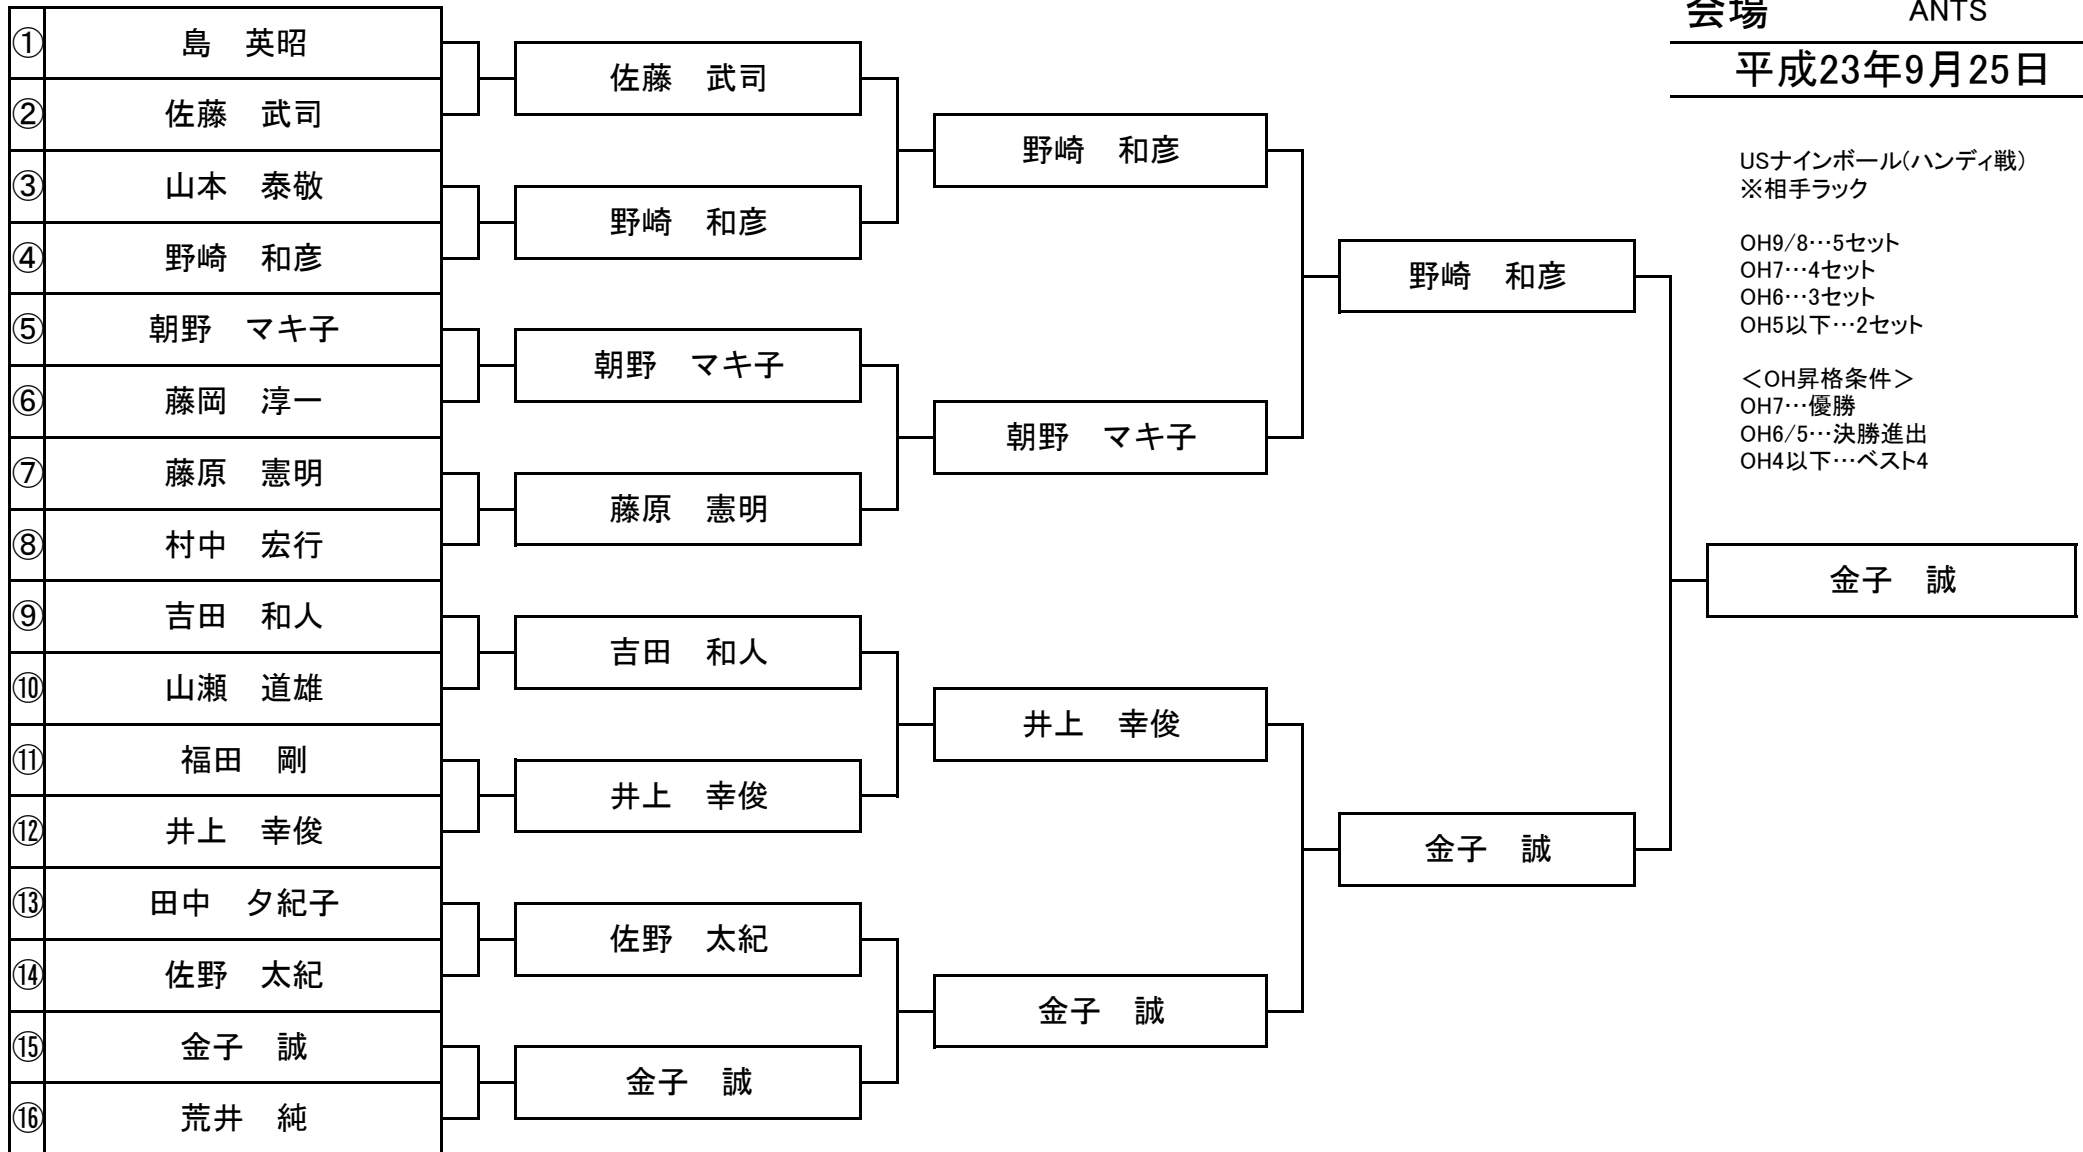 会場　ANTS
平成23年9月25日
USナインボール(ハンディ戦)
※相手ラック
OH9/8…5セット
OH7…4セット
OH6…3セット
OH5以下…2セット
＜OH昇格条件＞
OH7…優勝
OH6/5…決勝進出
OH4以下…ベスト4
① 島　英昭
② 佐藤　武司
③ 山本　泰敬
④ 野崎　和彦
⑤ 朝野　マキ子
⑥ 藤岡　淳一
⑦ 藤原　憲明
⑧ 村中　宏行
⑨ 吉田　和人
⑩ 山瀬　道雄
⑪ 福田　剛
⑫ 井上　幸俊
⑬ 田中　夕紀子
⑭ 佐野　太紀
⑮ 金子　誠
⑯ 荒井　純
佐藤　武司
野崎　和彦
朝野　マキ子
藤原　憲明
吉田　和人
井上　幸俊
佐野　太紀
金子　誠
野崎　和彦
朝野　マキ子
井上　幸俊
金子　誠
野崎　和彦
金子　誠
金子　誠